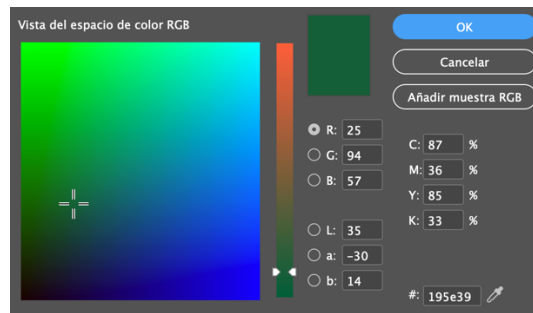 Vista del espacio de color RGB
OK
Cancelar
Añadir muestra RGB
R: 25
G: 94
B: 57
L: 35
a: -30
b: 14
C: 87 %
M: 36 %
Y: 85 %
K: 33 %
#: 195e39